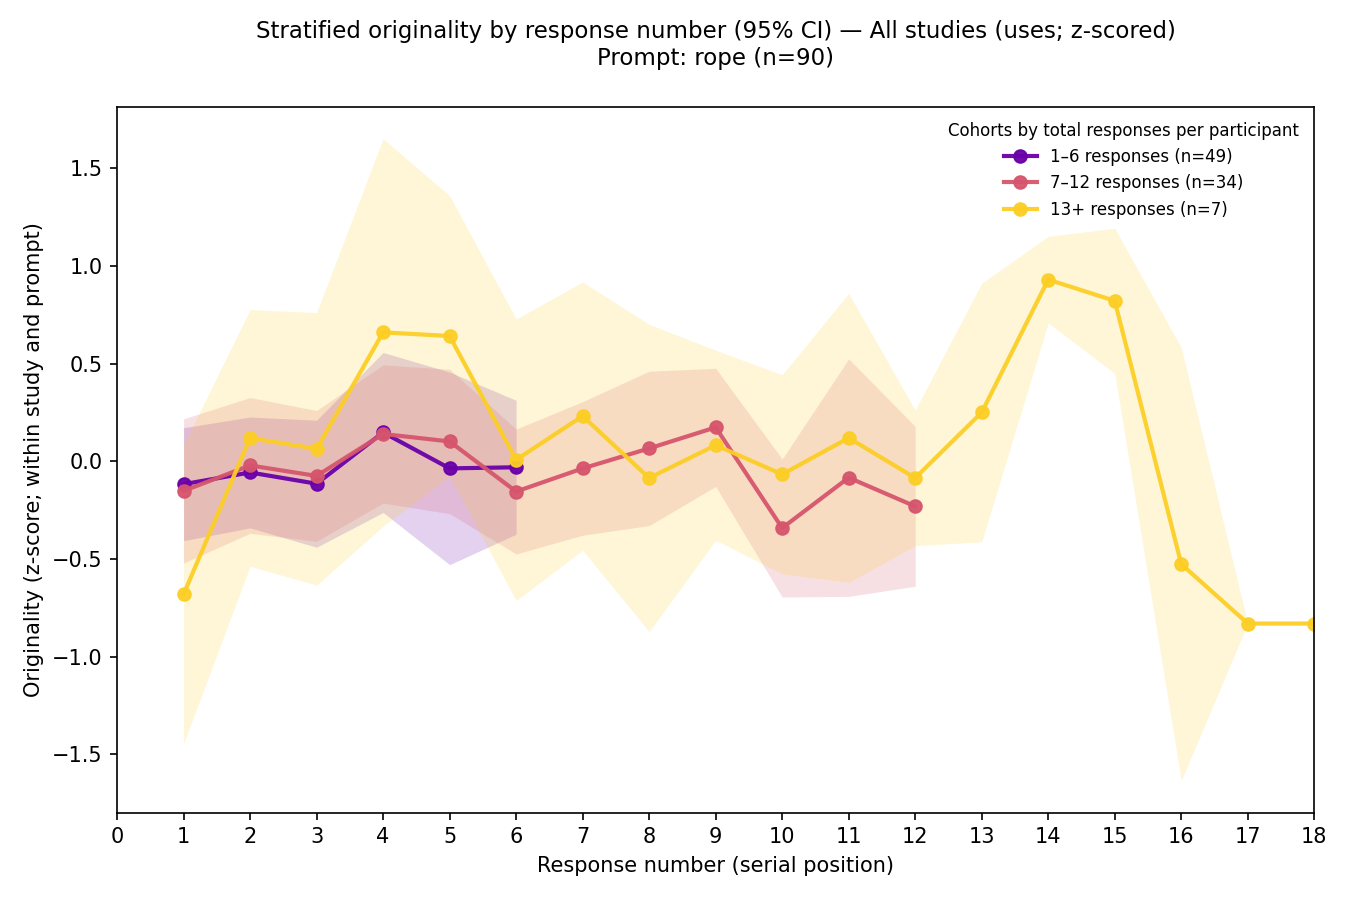 Stratified originality by response number (95% CI) — All studies (uses; z-scored)
Prompt: rope (n=90)
Cohorts by total responses per participant
1–6 responses (n=49)
7–12 responses (n=34)
13+ responses (n=7)
Originality (z-score; within study and prompt)
1.5
1.0
0.5
0.0
−0.5
−1.0
−1.5
0 1 2 3 4 5 6 7 8 9 10 11 12 13 14 15 16 17 18
Response number (serial position)